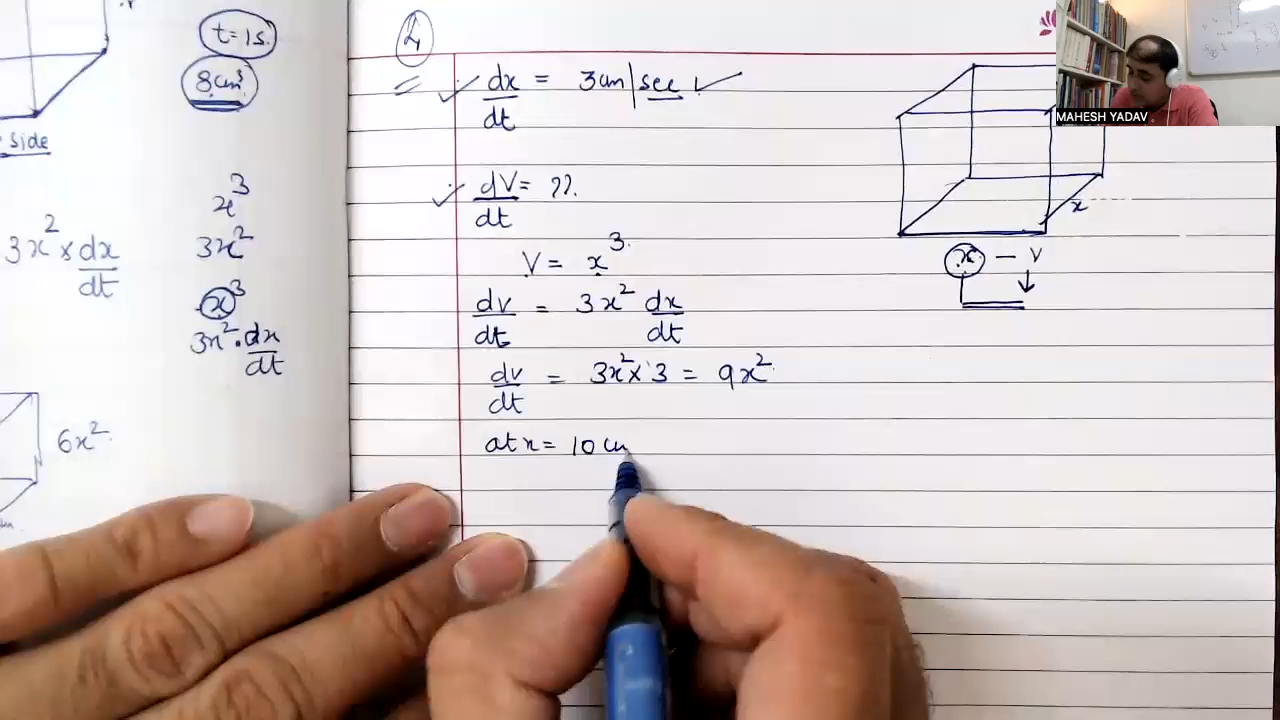 t = 1s.
8cm³
Side
x³
3x²
3x² × dx/dt
x³
3x² · dx/dt
6x²
4
dx/dt = 3cm/sec ✓
dV/dt = ??
V = x³
dv/dt = 3x² dx/dt
dv/dt = 3x² × 3 = 9x²
at x = 10 cm
x
x – V
MAHESH YADAV